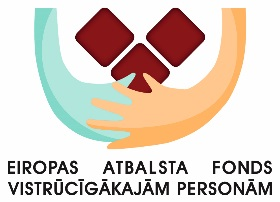 EIROPAS ATBALSTA FONDS
VISTRŪCĪGĀKAJĀM PERSONĀM